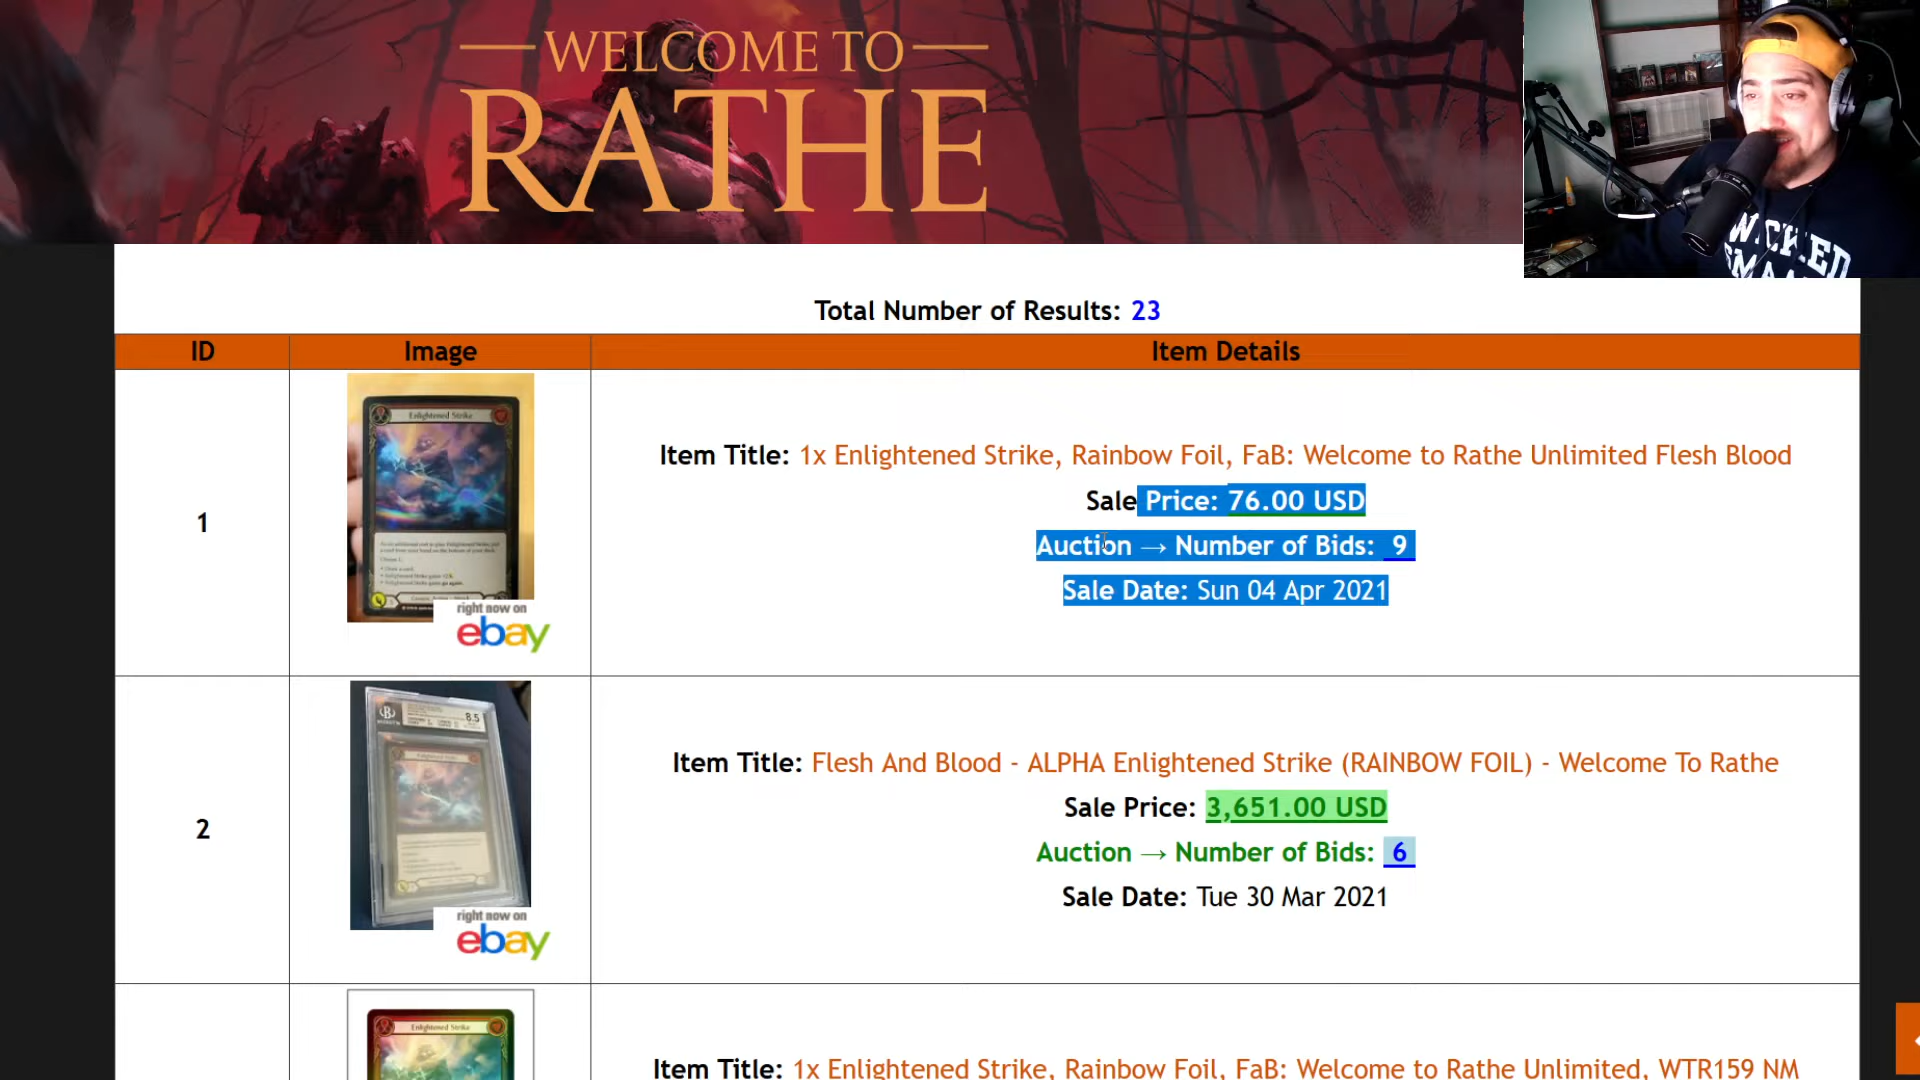 WELCOME TO
RATHE
WICKED
SMA
Total Number of Results: 23
ID
Image
Item Details
1
Enlightened Strike
right now on
ebay
Item Title: 1x Enlightened Strike, Rainbow Foil, FaB: Welcome to Rathe Unlimited Flesh Blood
Sale Price: 76.00 USD
Auction → Number of Bids: 9
Sale Date: Sun 04 Apr 2021
2
8.5
Enlightened Strike
right now on
ebay
Item Title: Flesh And Blood - ALPHA Enlightened Strike (RAINBOW FOIL) - Welcome To Rathe
Sale Price: 3,651.00 USD
Auction → Number of Bids: 6
Sale Date: Tue 30 Mar 2021
Enlightened Strike
Item Title: 1x Enlightened Strike, Rainbow Foil, FaB: Welcome to Rathe Unlimited, WTR159 NM